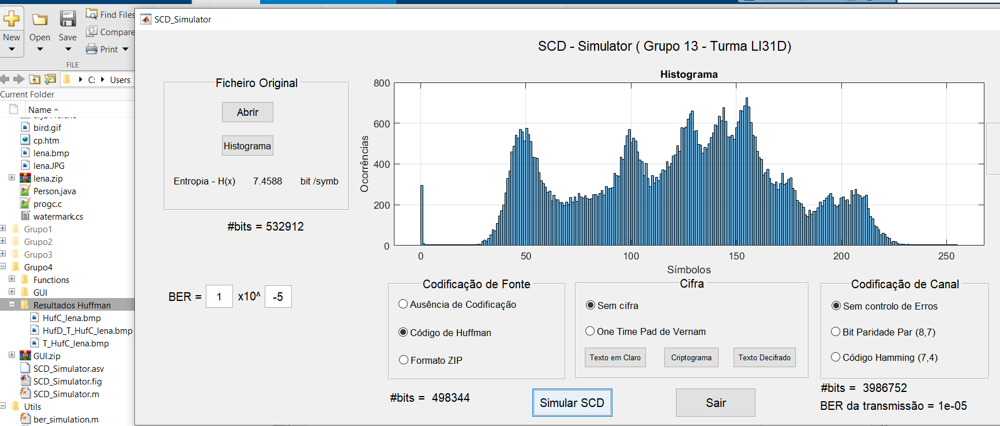 SCD_Simulator
New
Open
Save
Find Files
Compare
Print
FILE
C: Users
Current Folder
Name
bird.gif
cp.htm
lena.bmp
lena.JPG
lena.zip
Person.java
progc.c
watermark.cs
Grupo1
Grupo2
Grupo3
Grupo4
Functions
GUI
Resultados Huffman
HufC_lena.bmp
HufD_T_HufC_lena.bmp
T_HufC_lena.bmp
GUI.zip
SCD_Simulator.asv
SCD_Simulator.fig
SCD_Simulator.m
Utils
ber_simulation.m
SCD - Simulator ( Grupo 13 - Turma LI31D)
Ficheiro Original
Abrir
Histograma
Entropia - H(x) 7.4588 bit /symb
#bits = 532912
BER = 1 x10^ -5
Histograma
Ocorrências
800
600
400
200
0
0 50 100 150 200 250
Símbolos
Codificação de Fonte
Ausência de Codificação
Código de Huffman
Formato ZIP
#bits = 498344
Cifra
Sem cifra
One Time Pad de Vernam
Texto em Claro Criptograma Texto Decifrado
Codificação de Canal
Sem controlo de Erros
Bit Paridade Par (8,7)
Código Hamming (7,4)
#bits = 3986752
BER da transmissão = 1e-05
Simular SCD
Sair